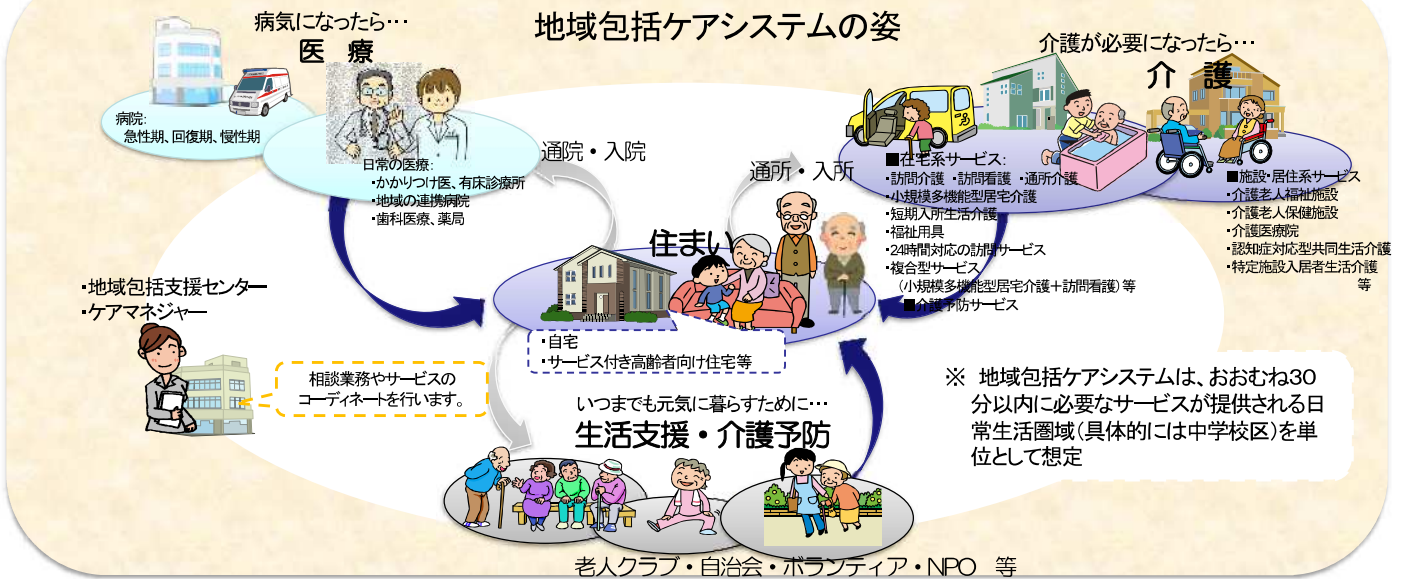 地域包括ケアシステムの姿
病気になったら…
医 療
病院:
急性期、回復期、慢性期
日常の医療:
・かかりつけ医、有床診療所
・地域の連携病院
・歯科医療、薬局
通院・入院
通所・入所
介護が必要になったら…
介 護
■在宅系サービス:
・訪問介護 ・訪問看護 ・通所介護
・小規模多機能型居宅介護
・短期入所生活介護
・福祉用具
・24時間対応の訪問サービス
・複合型サービス
（小規模多機能型居宅介護＋訪問看護）等
■介護予防サービス
■施設・居住系サービス
・介護老人福祉施設
・介護老人保健施設
・介護医療院
・認知症対応型共同生活介護
・特定施設入居者生活介護
等
住まい
・自宅
・サービス付き高齢者向け住宅等
・地域包括支援センター
・ケアマネジャー
相談業務やサービスの
コーディネートを行います。
いつまでも元気に暮らすために…
生活支援・介護予防
老人クラブ・自治会・ボランティア・NPO 等
※ 地域包括ケアシステムは、おおむね30
分以内に必要なサービスが提供される日
常生活圏域（具体的には中学校区）を単
位として想定